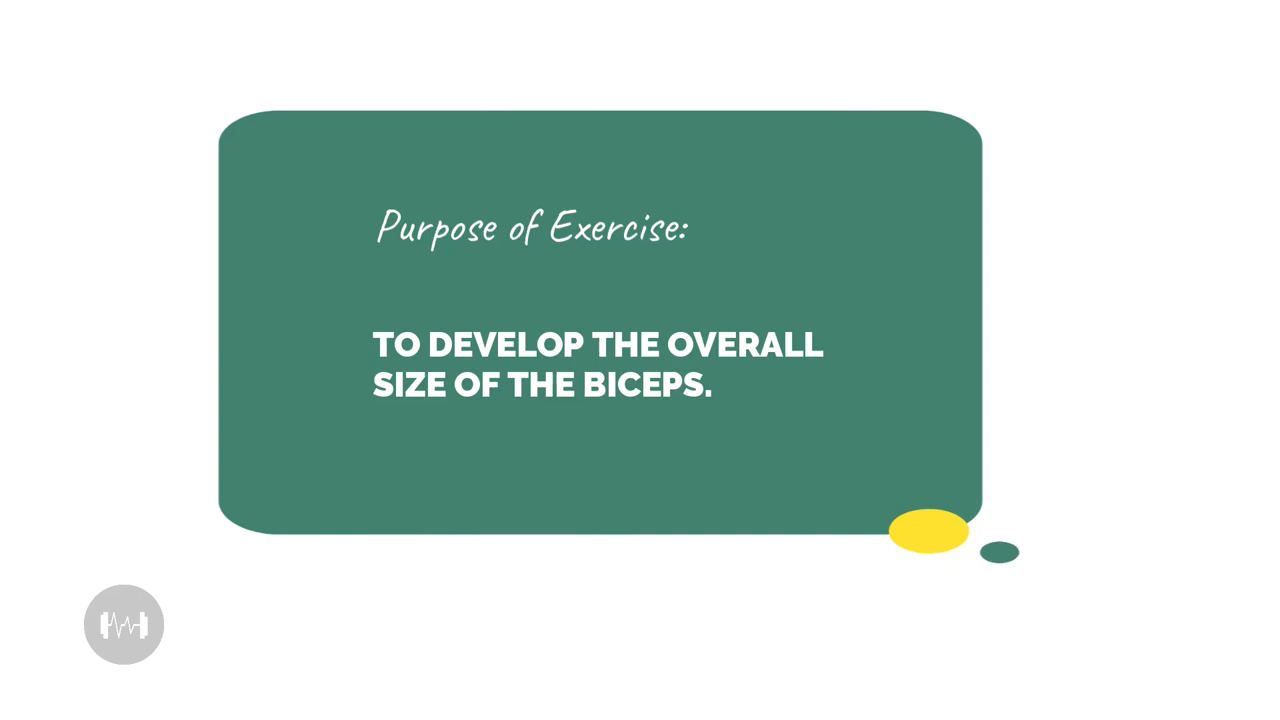 Purpose of Exercise:
TO DEVELOP THE OVERALL
SIZE OF THE BICEPS.